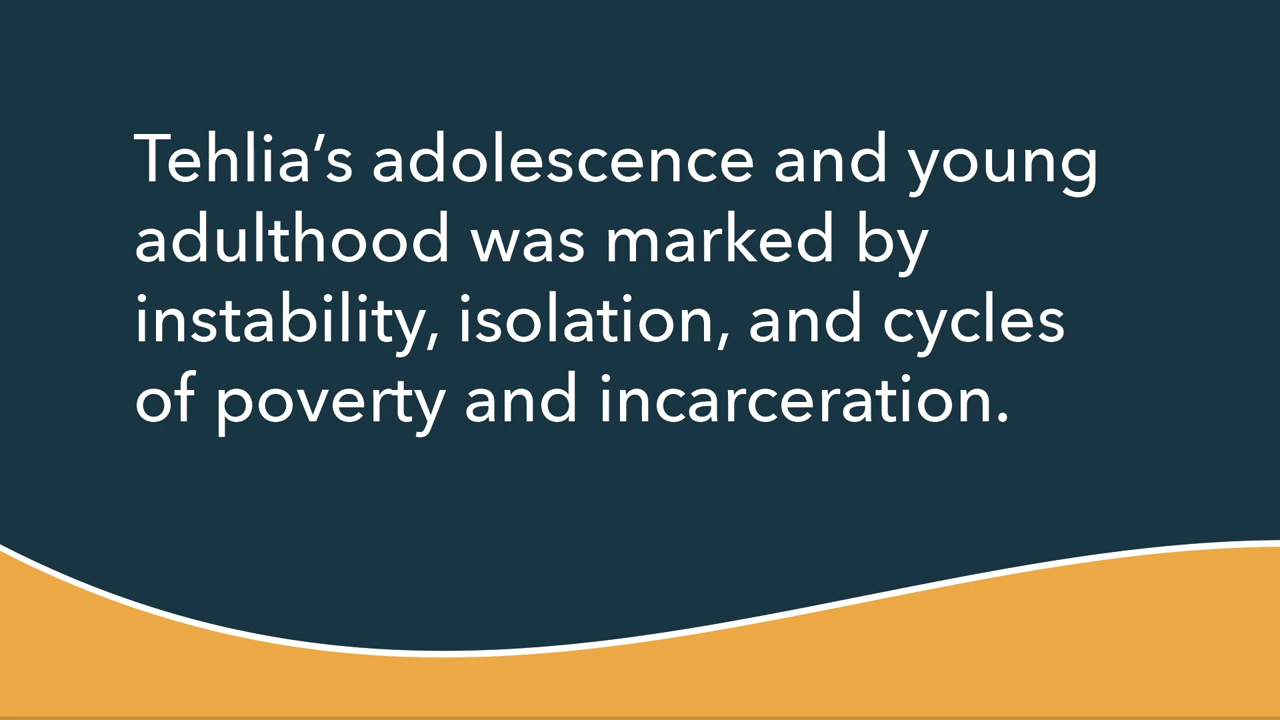 Tehlia’s adolescence and young
adulthood was marked by
instability, isolation, and cycles
of poverty and incarceration.